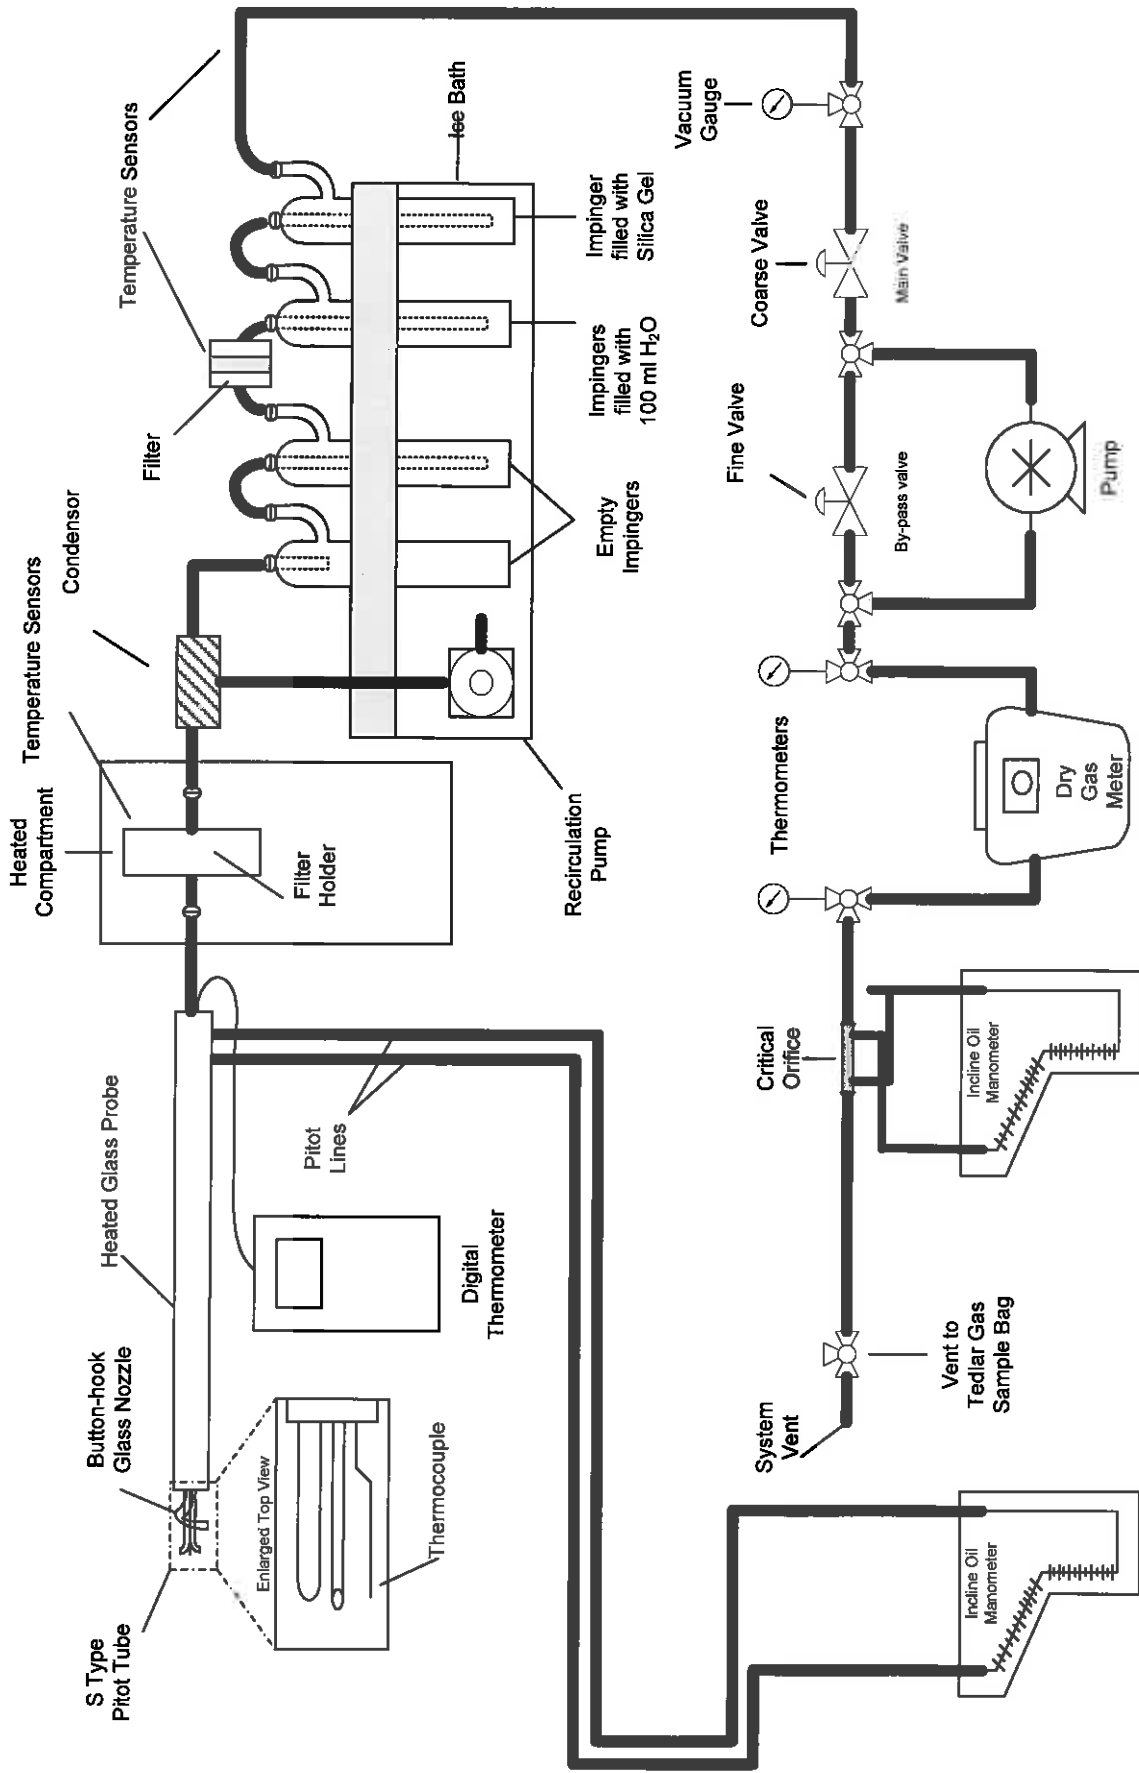 S Type
Pitot Tube
Button-hook
Glass Nozzle
Heated Glass Probe
Heated
Compartment
Temperature Sensors
Condensor
Filter
Temperature Sensors
Enlarged Top View
Thermocouple
Digital
Thermometer
Pitot
Lines
Filter
Holder
Recirculation
Pump
Empty
Impingers
Impingers
filled with
100 ml H₂O
Impinger
filled with
Silica Gel
Ice Bath
System
Vent
Vent to
Tedlar Gas
Sample Bag
Critical
Orifice
Thermometers
Fine Valve
By-pass valve
Coarse Valve
Main Valve
Vacuum
Gauge
Incline Oil
Manometer
Incline Oil
Manometer
Dry
Gas
Meter
Pump